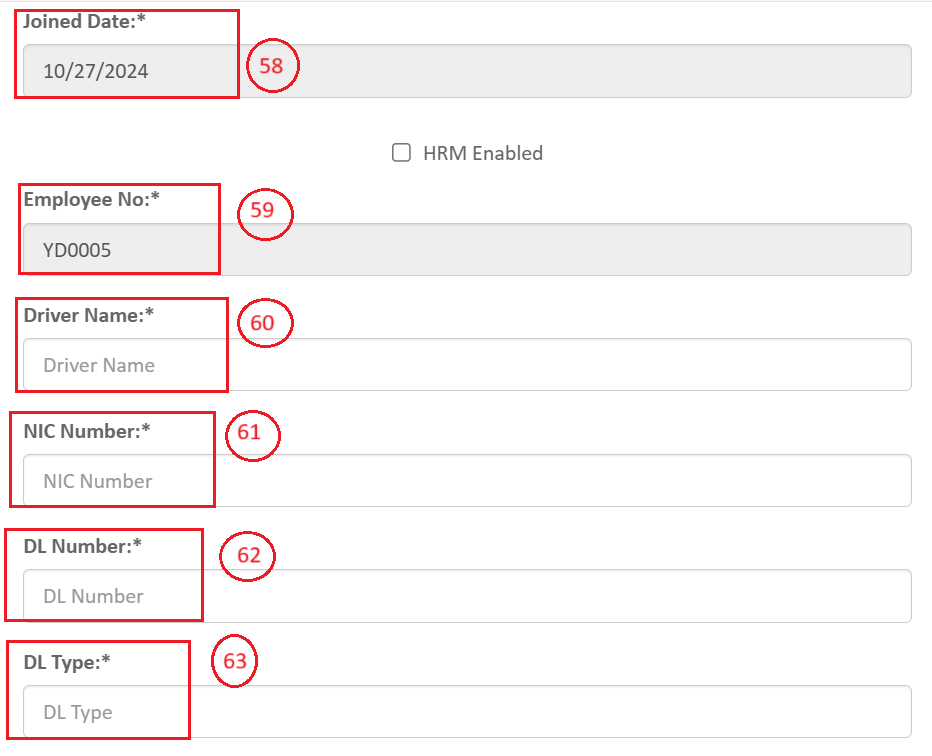 Joined Date:*
10/27/2024
58
HRM Enabled
Employee No:*
59
YD0005
Driver Name:*
60
Driver Name
NIC Number:*
61
NIC Number
DL Number:*
62
DL Number
DL Type:*
63
DL Type